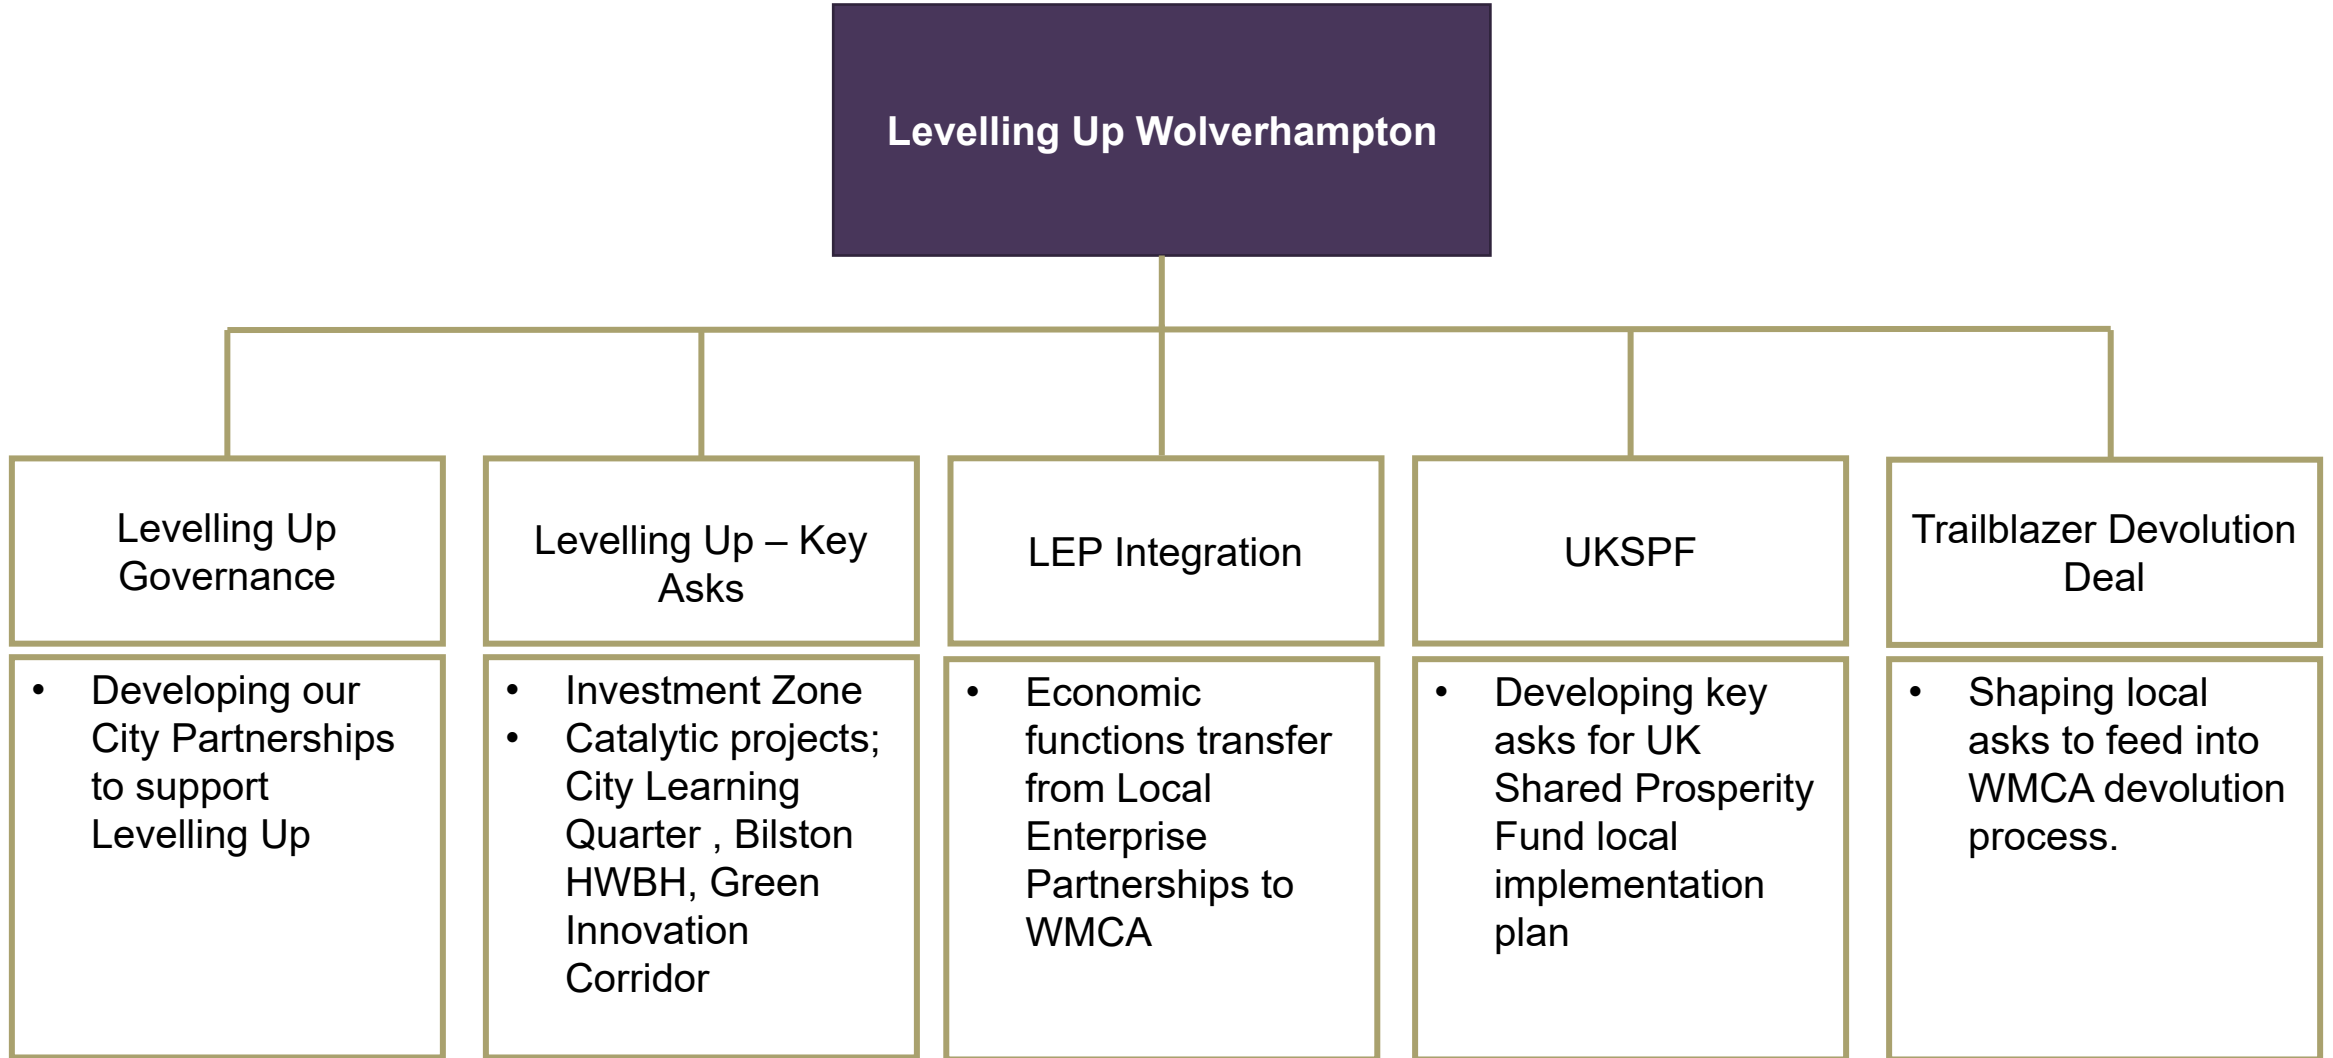 Levelling Up Wolverhampton
Levelling Up
Governance
• Developing our
City Partnerships
to support
Levelling Up
Levelling Up – Key
Asks
• Investment Zone
• Catalytic projects;
City Learning
Quarter , Bilston
HWBH, Green
Innovation
Corridor
LEP Integration
• Economic
functions transfer
from Local
Enterprise
Partnerships to
WMCA
UKSPF
• Developing key
asks for UK
Shared Prosperity
Fund local
implementation
plan
Trailblazer Devolution
Deal
• Shaping local
asks to feed into
WMCA devolution
process.